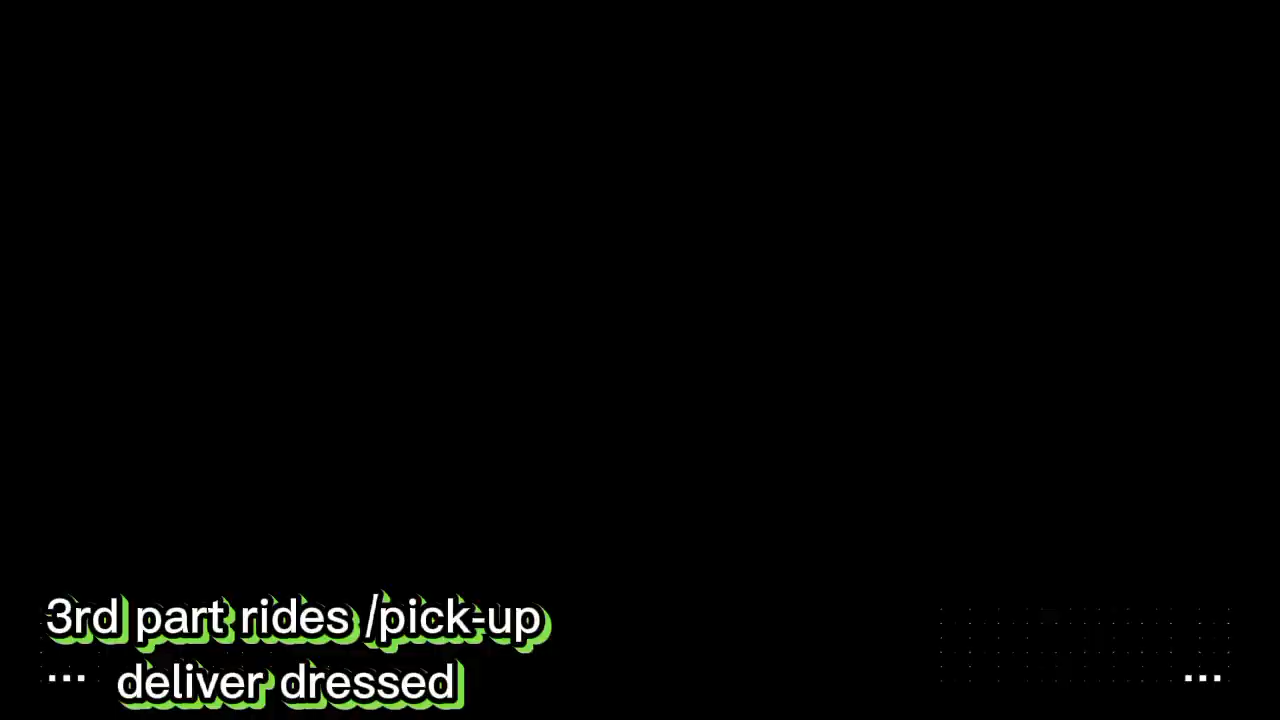 3rd part rides /pick-up
... deliver dressed ...